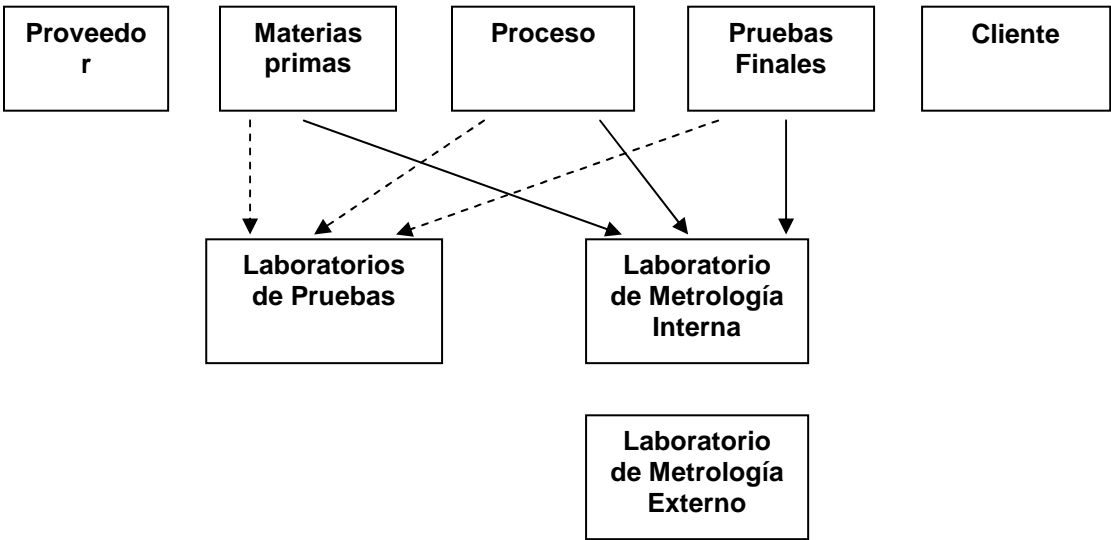 Proveedo
r
Materias
primas
Proceso
Pruebas
Finales
Cliente
Laboratorios
de Pruebas
Laboratorio
de Metrología
Interna
Laboratorio
de Metrología
Externo